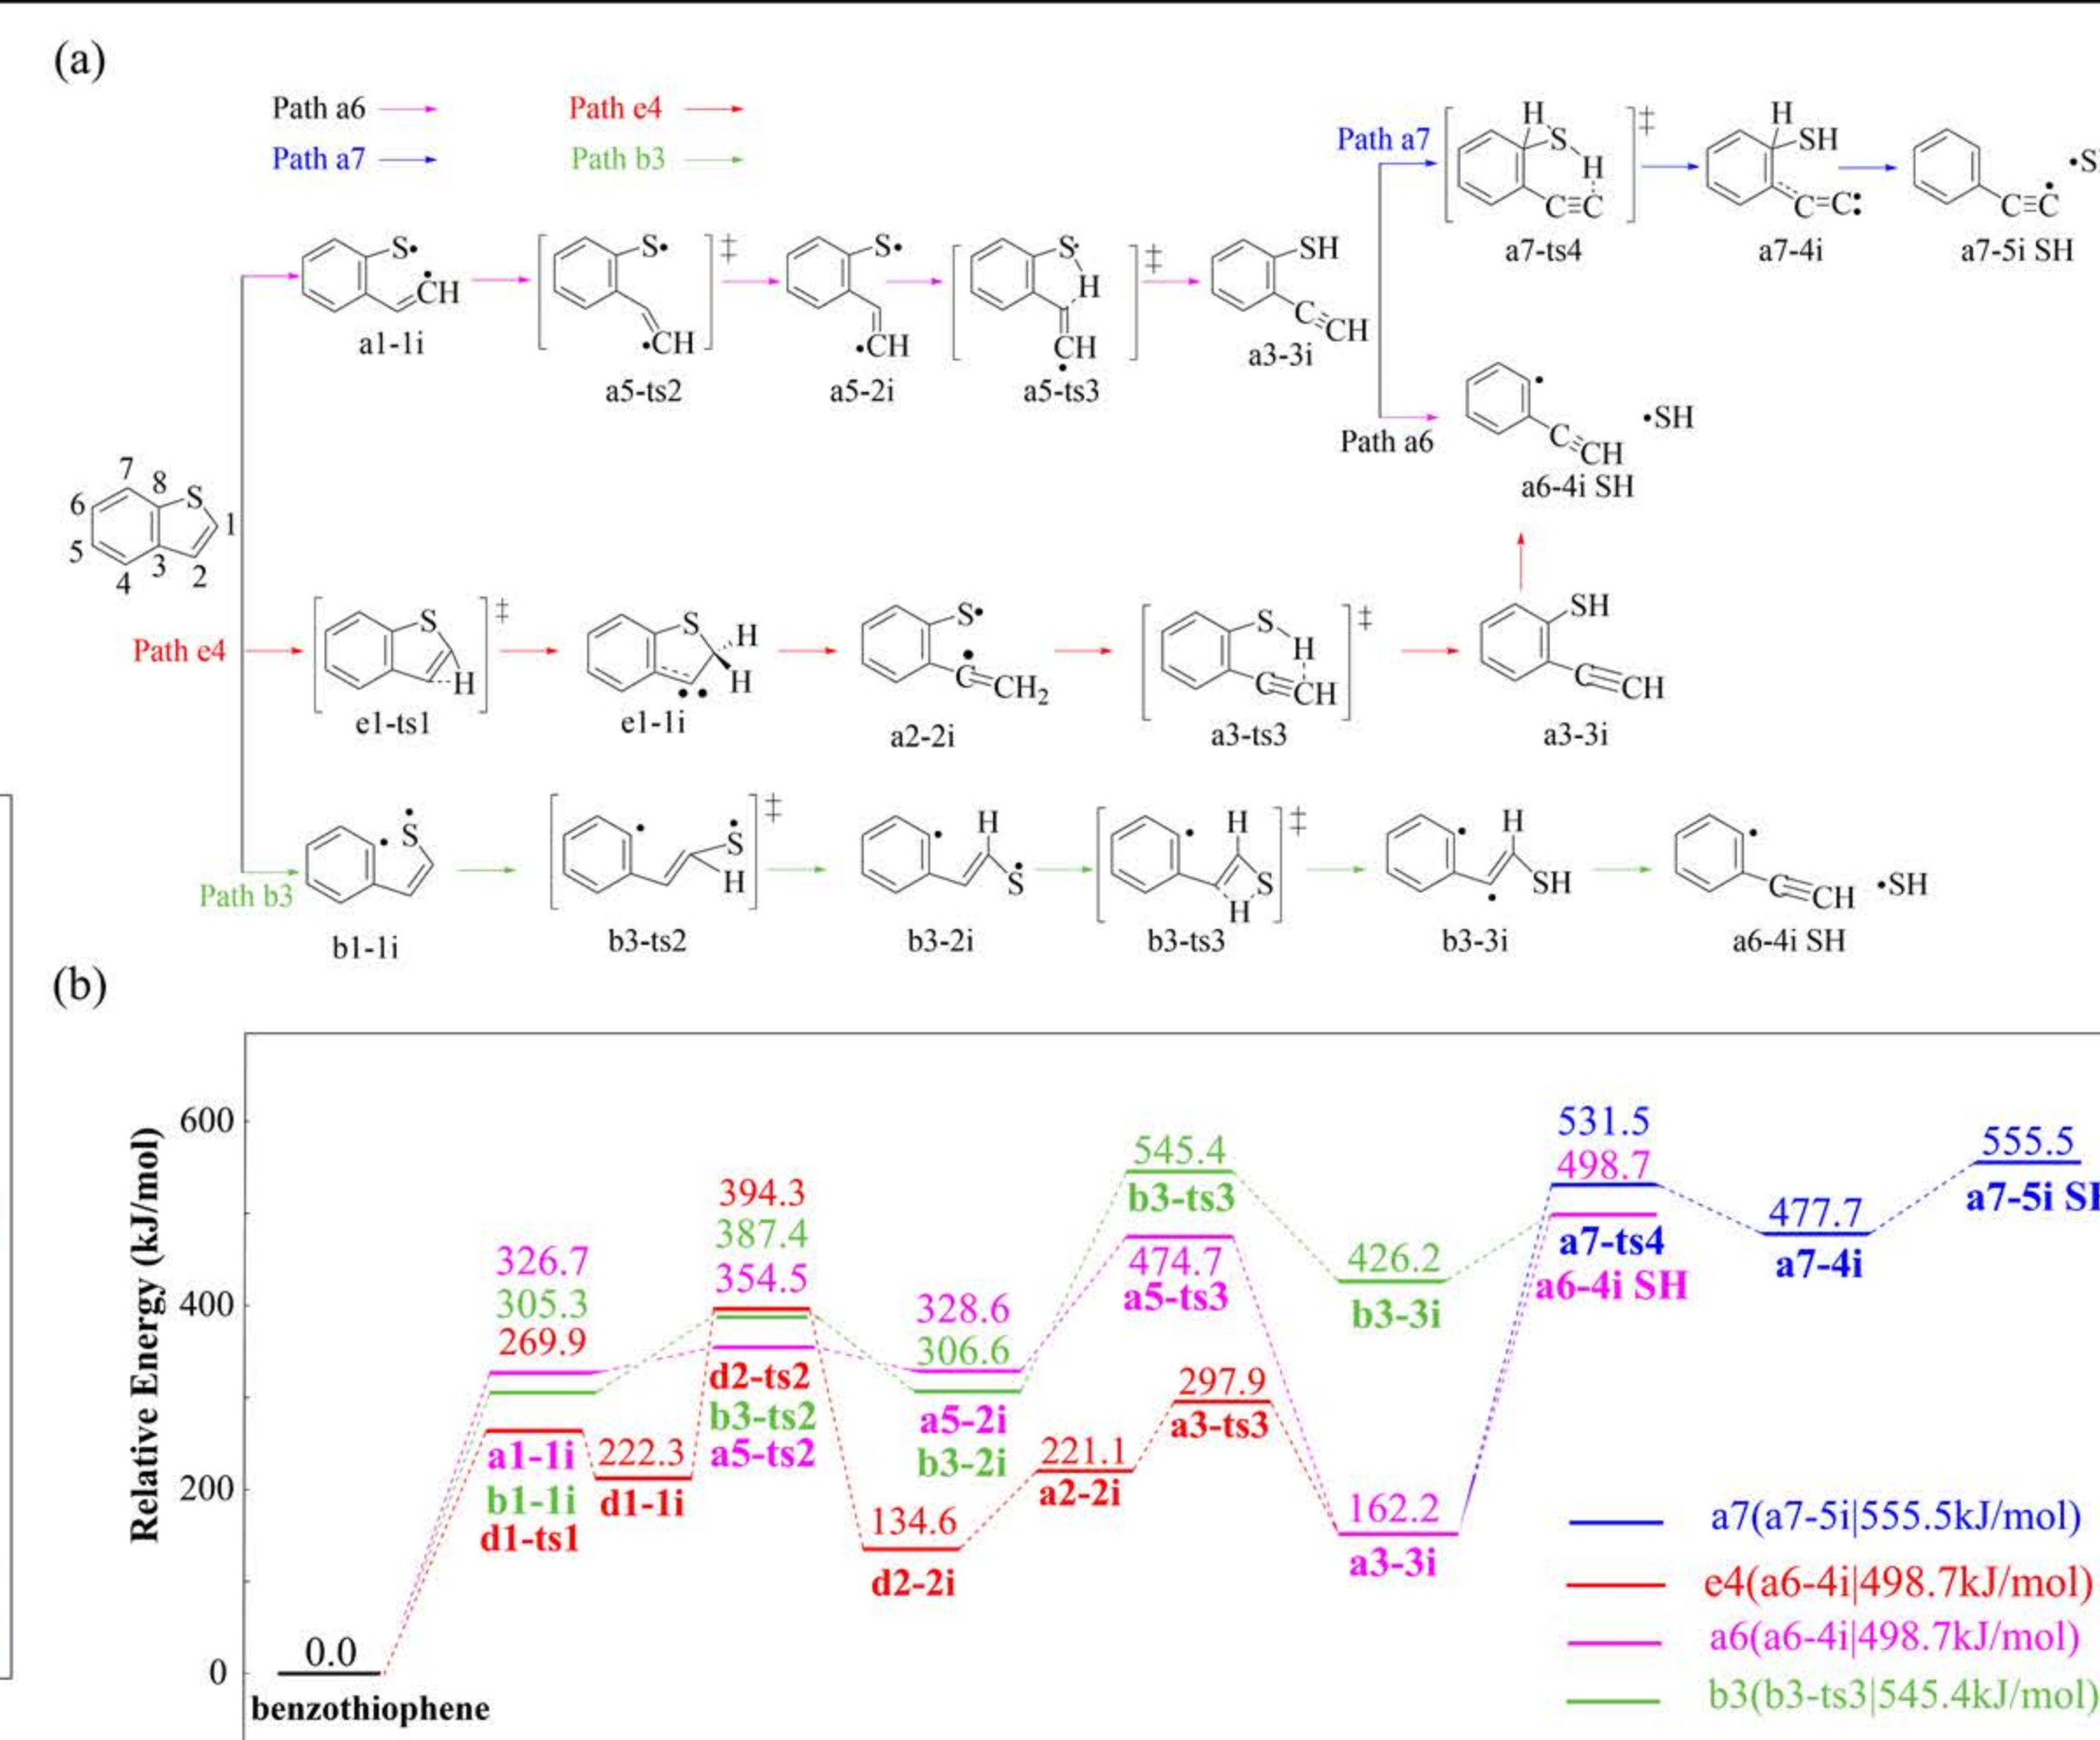 (a)
Path a6
Path e4
Path a7
Path b3
Path a7
H
S
H
C≡C
‡
a7-ts4
H
SH
C=C:
a7-4i
C≡C•
a7-5i SH
S•
•CH
a1-1i
S•
•CH
‡
a5-ts2
S•
•CH
a5-2i
S•
H
CH
•
‡
a5-ts3
SH
C≡CH
a3-3i
Path a6
C≡CH
•SH
a6-4i SH
7
8
S
6
1
5
4
3
2
Path e4
S
H
‡
e1-ts1
S
H
H
••
e1-1i
S•
C=CH2
a2-2i
S
H
C≡CH
‡
a3-ts3
SH
C≡CH
a3-3i
Path b3
S
b1-1i
S
H
‡
b3-ts2
H
S
b3-2i
H
S
H
‡
b3-ts3
H
SH
b3-3i
C≡CH
•SH
a6-4i SH
(b)
Relative Energy (kJ/mol)
600
400
200
0
0.0
benzothiophene
326.7
305.3
269.9
a1-1i
b1-1i
d1-ts1
222.3
d1-1i
394.3
387.4
354.5
d2-ts2
b3-ts2
a5-ts2
328.6
306.6
a5-2i
b3-2i
134.6
d2-2i
221.1
a2-2i
545.4
b3-ts3
474.7
a5-ts3
297.9
a3-ts3
426.2
b3-3i
162.2
a3-3i
531.5
498.7
a7-ts4
a6-4i SH
477.7
a7-4i
555.5
a7-5i
a7(a7-5i|555.5kJ/mol)
e4(a6-4i|498.7kJ/mol)
a6(a6-4i|498.7kJ/mol)
b3(b3-ts3|545.4kJ/mol)